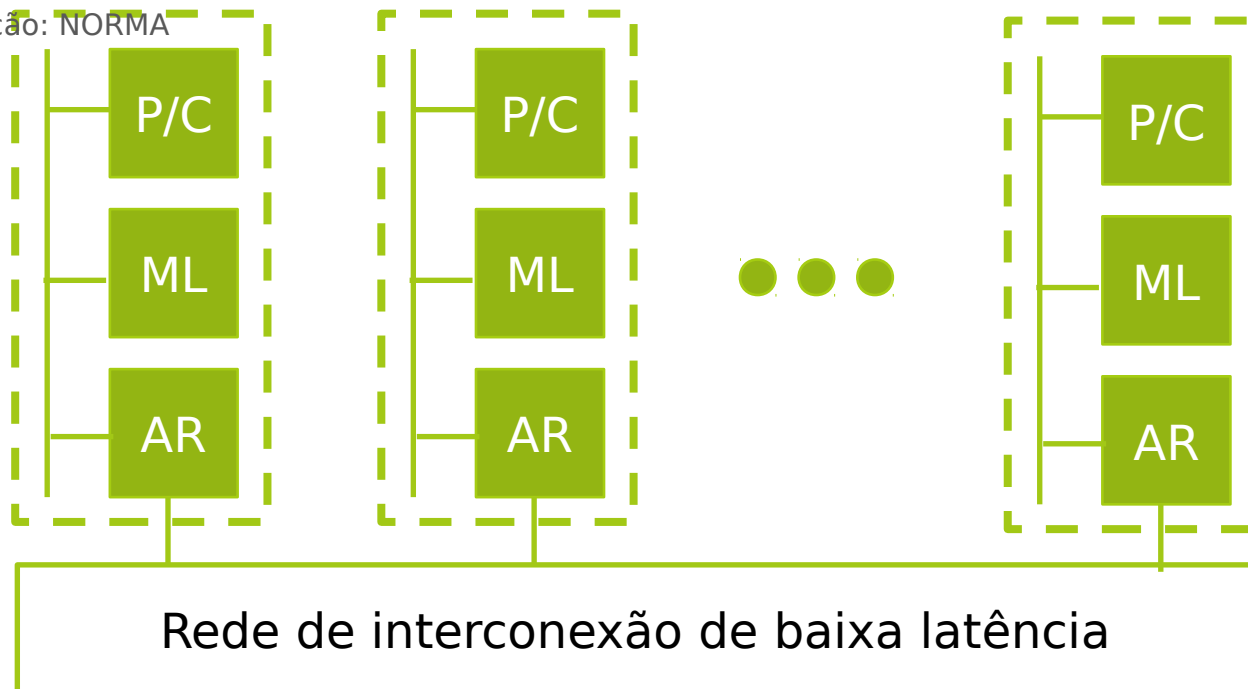 ção: NORMA
P/C
P/C
P/C
ML
ML
ML
AR
AR
AR
Rede de interconexão de baixa latência